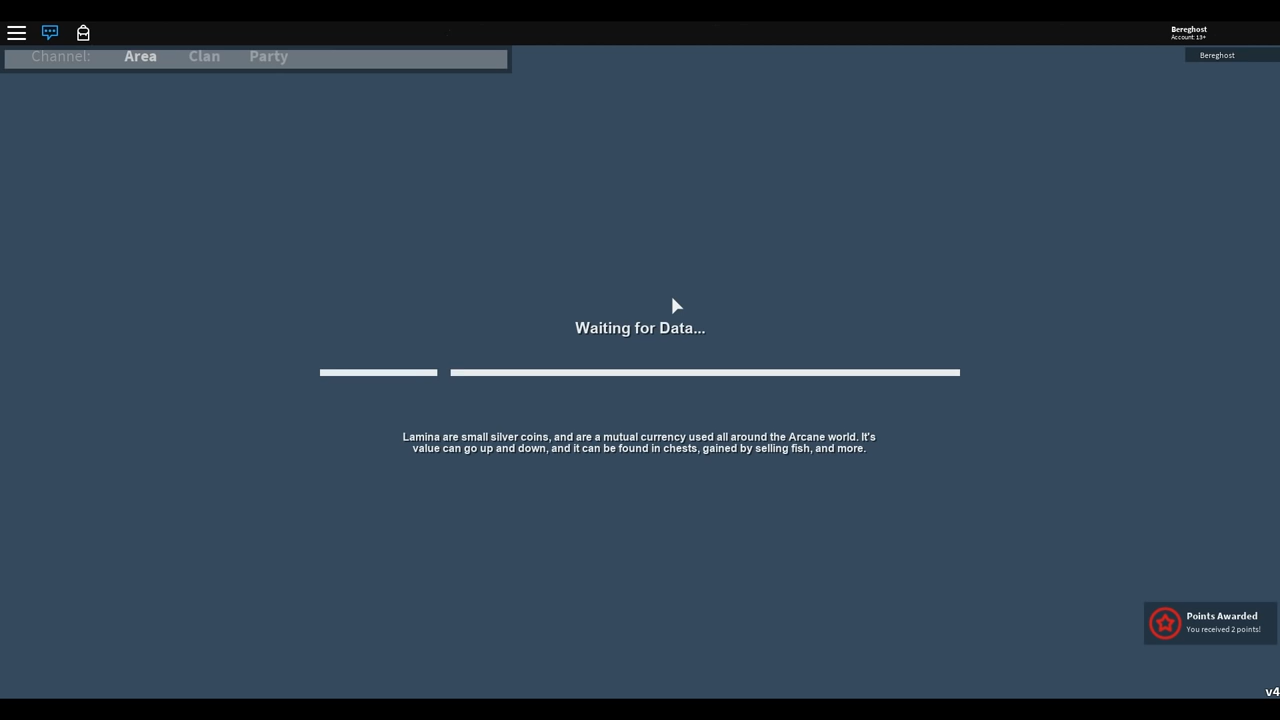 Bereghost
Account: 13+
Channel: Area Clan Party
Bereghost
Waiting for Data...
Lamina are small silver coins, and are a mutual currency used all around the Arcane world. It's
value can go up and down, and it can be found in chests, gained by selling fish, and more.
Points Awarded
You received 2 points!
v4